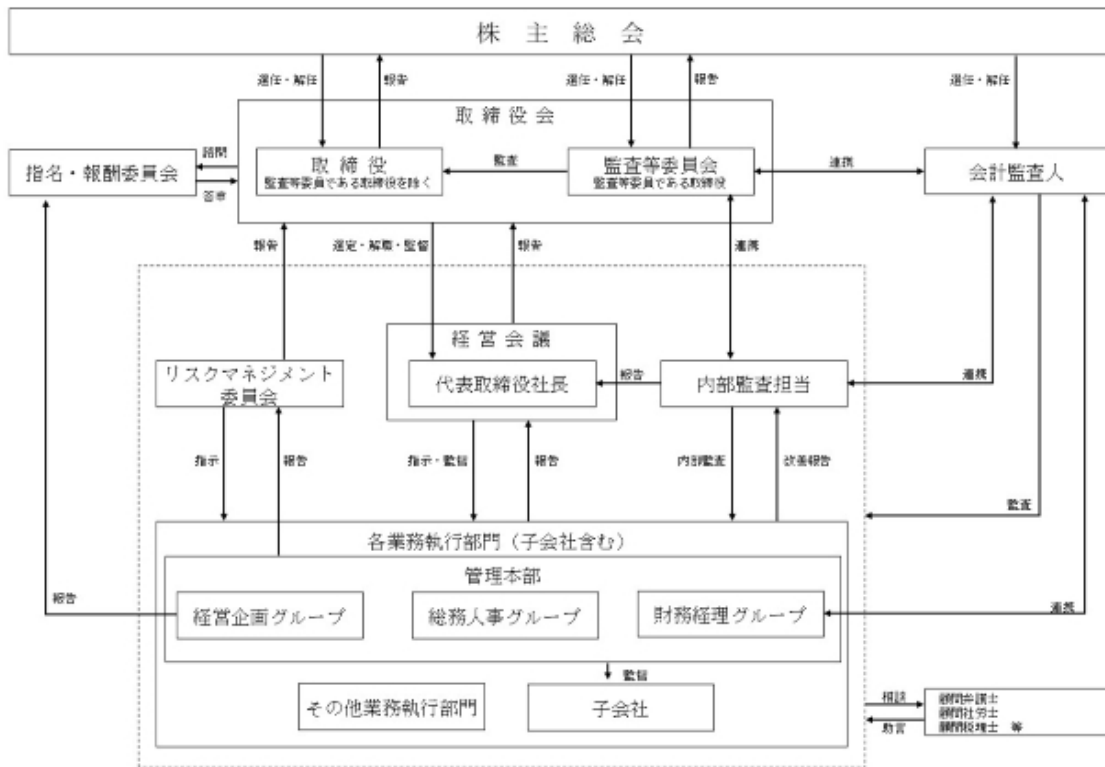 株主総会
選任・解任
報告
選任・解任
報告
選任・解任
取締役会
指名・報酬委員会
諮問
答申
取締役
監査等委員である取締役を除く
監査
監査等委員会
監査等委員である取締役
連携
会計監査人
報告
選定・解職・監督
報告
連携
経営会議
リスクマネジメント
委員会
代表取締役社長
報告
内部監査担当
連携
指示
報告
指示・監督
報告
内部監査
改善報告
監査
各業務執行部門（子会社含む）
管理本部
報告
経営企画グループ
総務人事グループ
財務経理グループ
連携
監督
その他業務執行部門
子会社
相談
助言
顧問弁護士
顧問社労士
顧問税理士　等